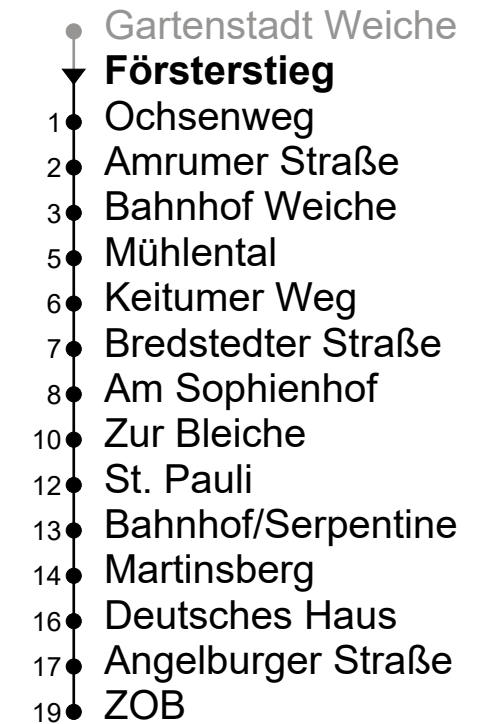 Gartenstadt Weiche
Försterstieg
1 Ochsenweg
2 Amrumer Straße
3 Bahnhof Weiche
5 Mühlental
6 Keitumer Weg
7 Bredstedter Straße
8 Am Sophienhof
10 Zur Bleiche
12 St. Pauli
13 Bahnhof/Serpentine
14 Martinsberg
16 Deutsches Haus
17 Angelburger Straße
19 ZOB